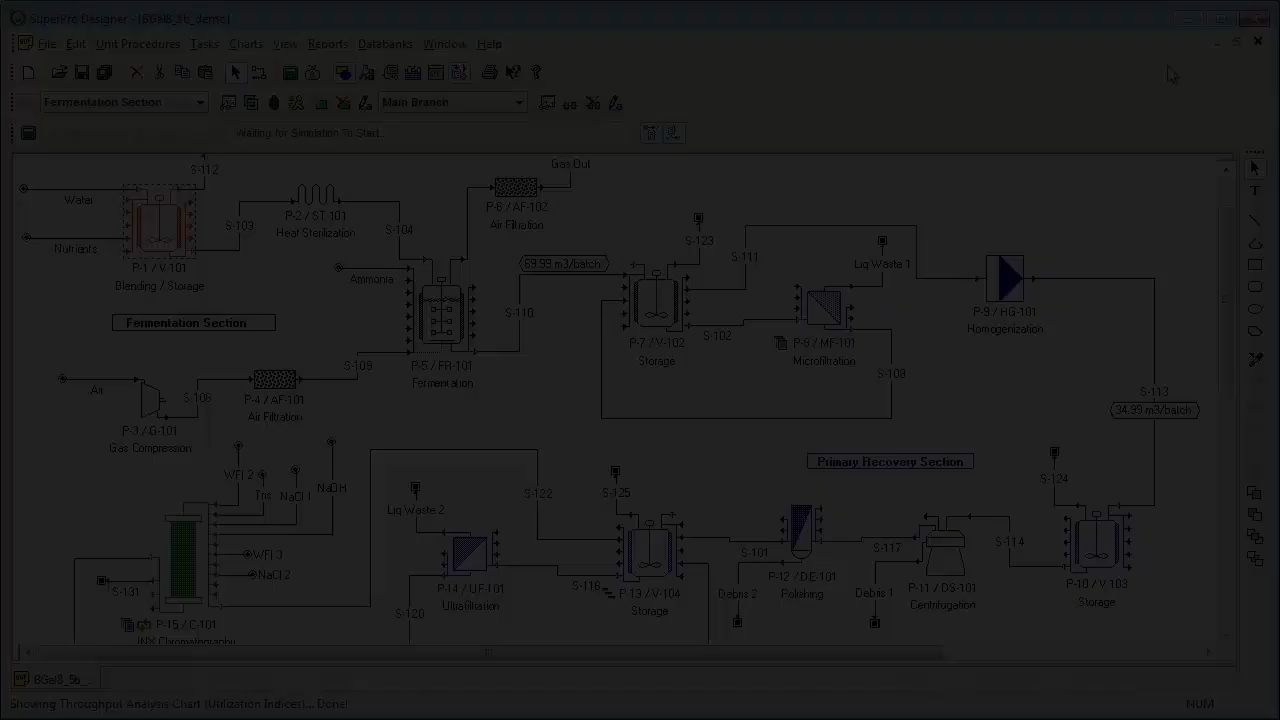 SuperPro Designer - [BGal8_5b_demo]
File Edit Unit Procedures Tasks Charts View Reports Databanks Window Help
Fermentation Section Main Branch
Waiting for Simulation To Start...
Gas Out
S-112
Water
P-6 / AF-102
Air Filtration
P-2 / ST-101
Heat Sterilization
S-103
S-104
Nutrients
P-1 / V-101
Blending / Storage
S-123
S-111
Liq Waste 1
69.99 m3/batch
Ammonia
S-110
S-102
P-9 / HG-101
Homogenization
Fermentation Section
P-7 / V-102
Storage
P-8 / MF-101
Microfiltration
P-5 / FR-101
Fermentation
S-109
S-108
Air
S-106
P-4 / AF-101
Air Filtration
P-3 / G-101
Gas Compression
S-113
34.99 m3/batch
Primary Recovery Section
WFI 2
Tris
NaCl 1
NaOH
S-122
S-125
S-124
Liq Waste 2
WFI 3
NaCl 2
S-101
S-117
S-114
S-131
P-14 / UF-101
Ultrafiltration
S-116
P-13 / V-104
Storage
P-12 / DE-101
Polishing
P-11 / DS-101
Centrifugation
P-10 / V-103
Storage
Debris 2
Debris 1
S-120
P-15 / C-101
INX Chromatography
BGal8_5b_...
Showing Throughput Analysis Chart (Utilization Indices)... Done!
NUM